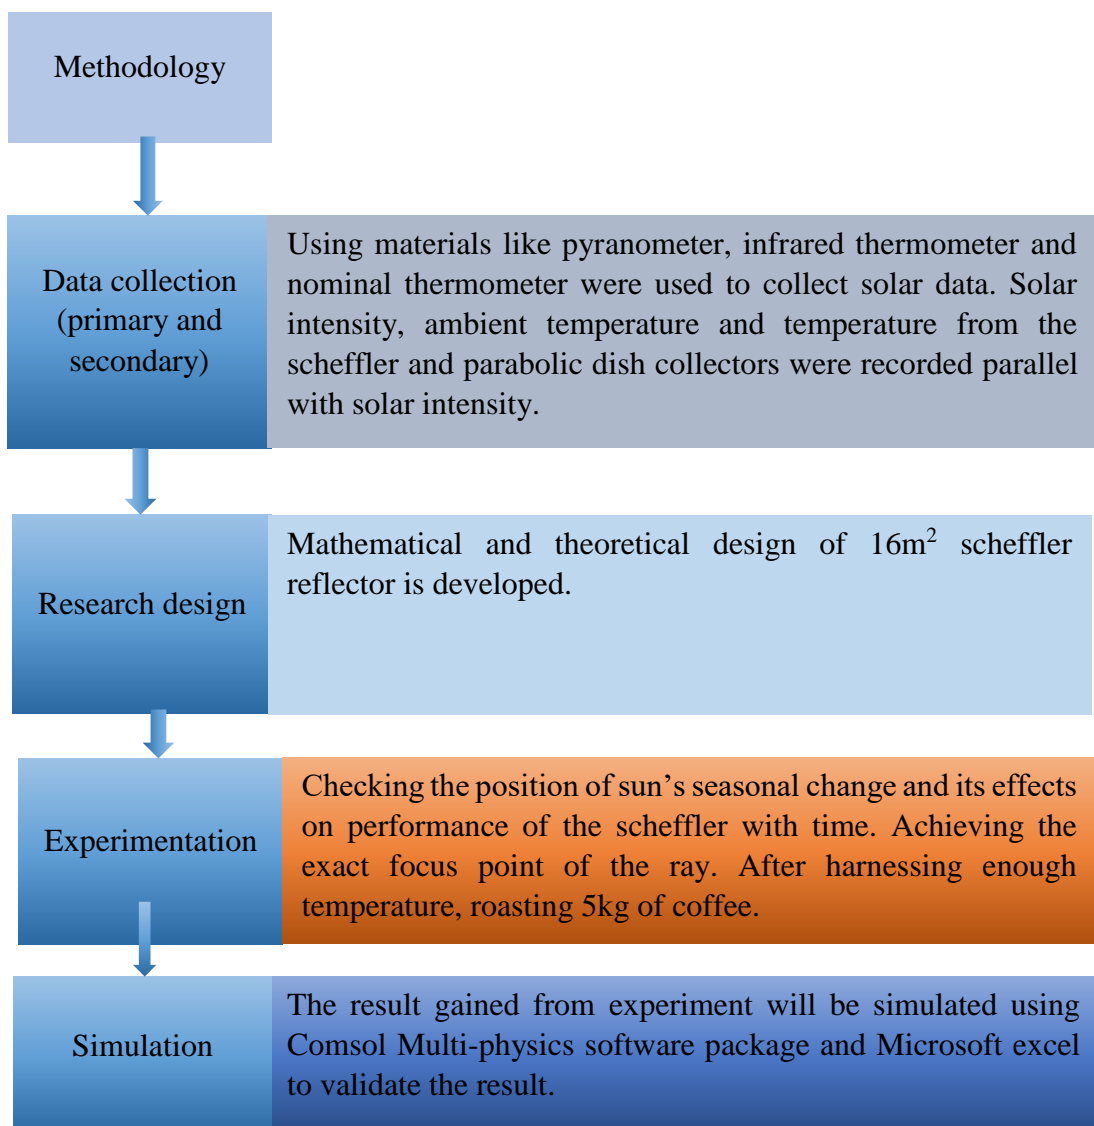 Methodology
Data collection
(primary and
secondary)
Using materials like pyranometer, infrared thermometer and
nominal thermometer were used to collect solar data. Solar
intensity, ambient temperature and temperature from the
scheffler and parabolic dish collectors were recorded parallel
with solar intensity.
Research design
Mathematical and theoretical design of 16m² scheffler
reflector is developed.
Experimentation
Checking the position of sun’s seasonal change and its effects
on performance of the scheffler with time. Achieving the
exact focus point of the ray. After harnessing enough
temperature, roasting 5kg of coffee.
Simulation
The result gained from experiment will be simulated using
Comsol Multi-physics software package and Microsoft excel
to validate the result.